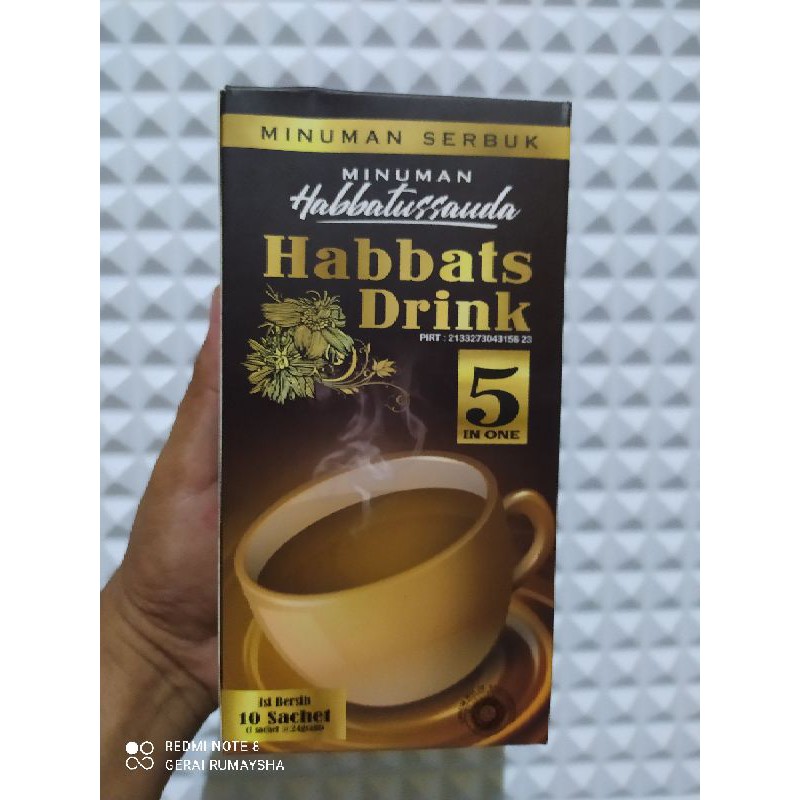 MINUMAN SERBUK
MINUMAN
Habbatussauda
Habbats
Drink
PIRT : 2133273043156 23
5
IN ONE
Isi Bersih
10 Sachet
REDMI NOTE 8
GERAI RUMAYSHA